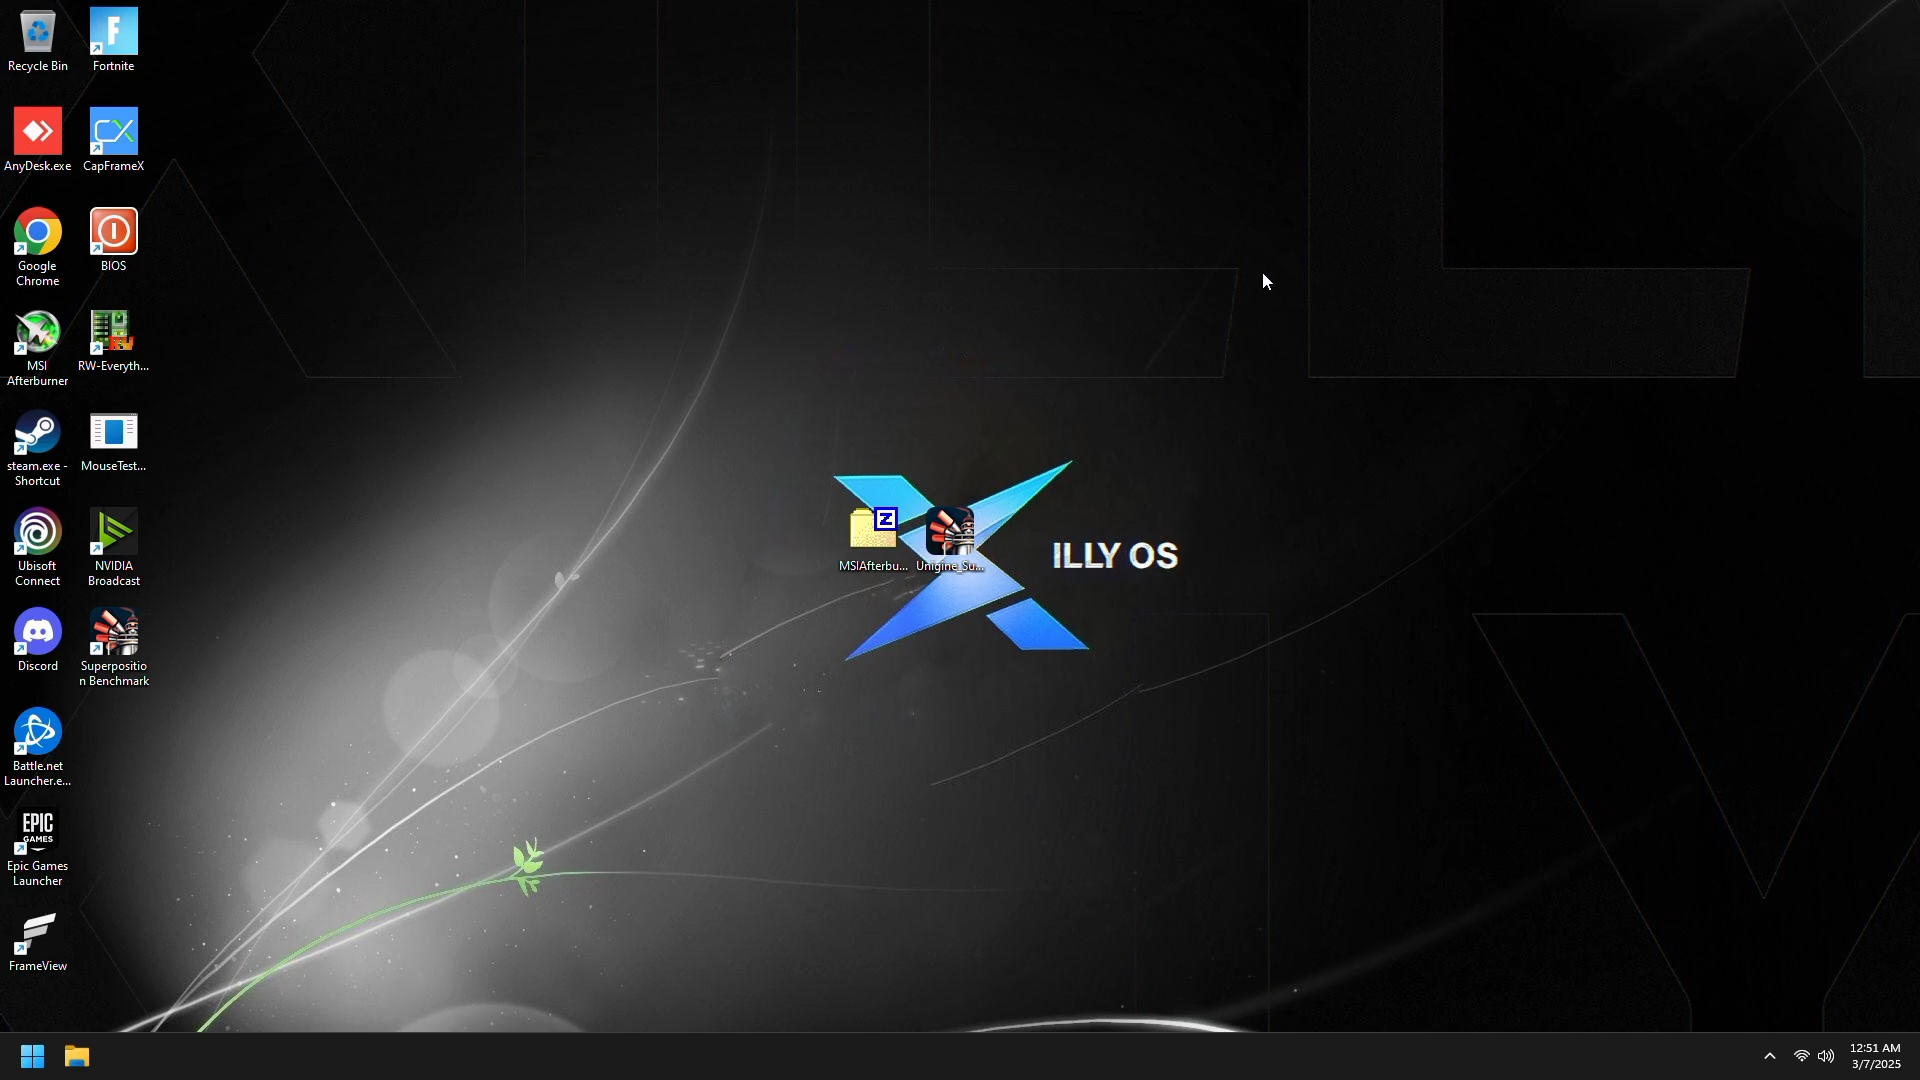 Recycle Bin
Fortnite
AnyDesk.exe
CapFrameX
Google
Chrome
BIOS
MSI
Afterburner
RW-Everyth...
steam.exe -
Shortcut
MouseTest...
Ubisoft
Connect
NVIDIA
Broadcast
Discord
Superpositio
n Benchmark
Battle.net
Launcher.e...
EPIC
GAMES
Epic Games
Launcher
FrameView
MSIAfterbu...
Unigine_Su...
ILLY OS
12:51 AM
3/7/2025